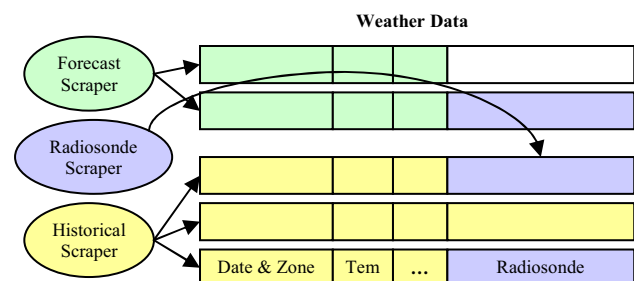 Weather Data
Forecast
Scraper
Radiosonde
Scraper
Historical
Scraper
Date & Zone Tem ... Radiosonde